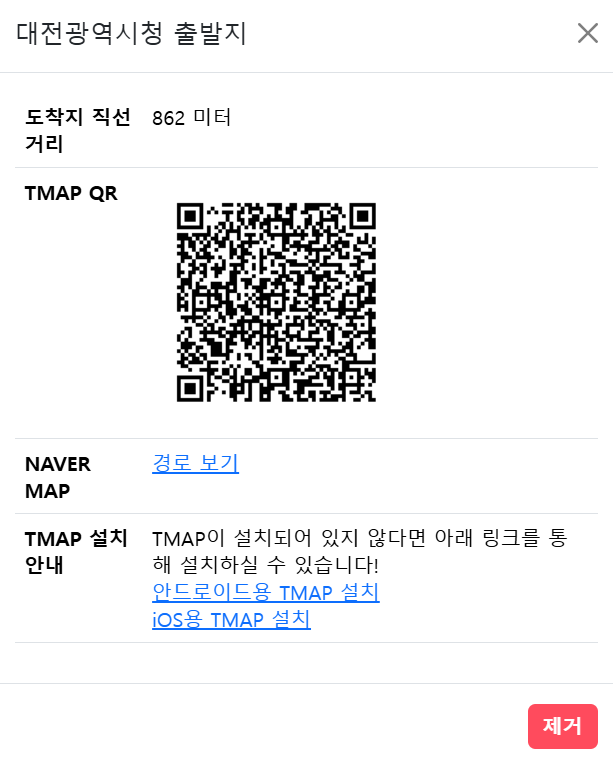 대전광역시청 출발지
도착지 직선
거리
862 미터
TMAP QR
NAVER
MAP
경로 보기
TMAP 설치
안내
TMAP이 설치되어 있지 않다면 아래 링크를 통
해 설치하실 수 있습니다!
안드로이드용 TMAP 설치
iOS용 TMAP 설치
제거